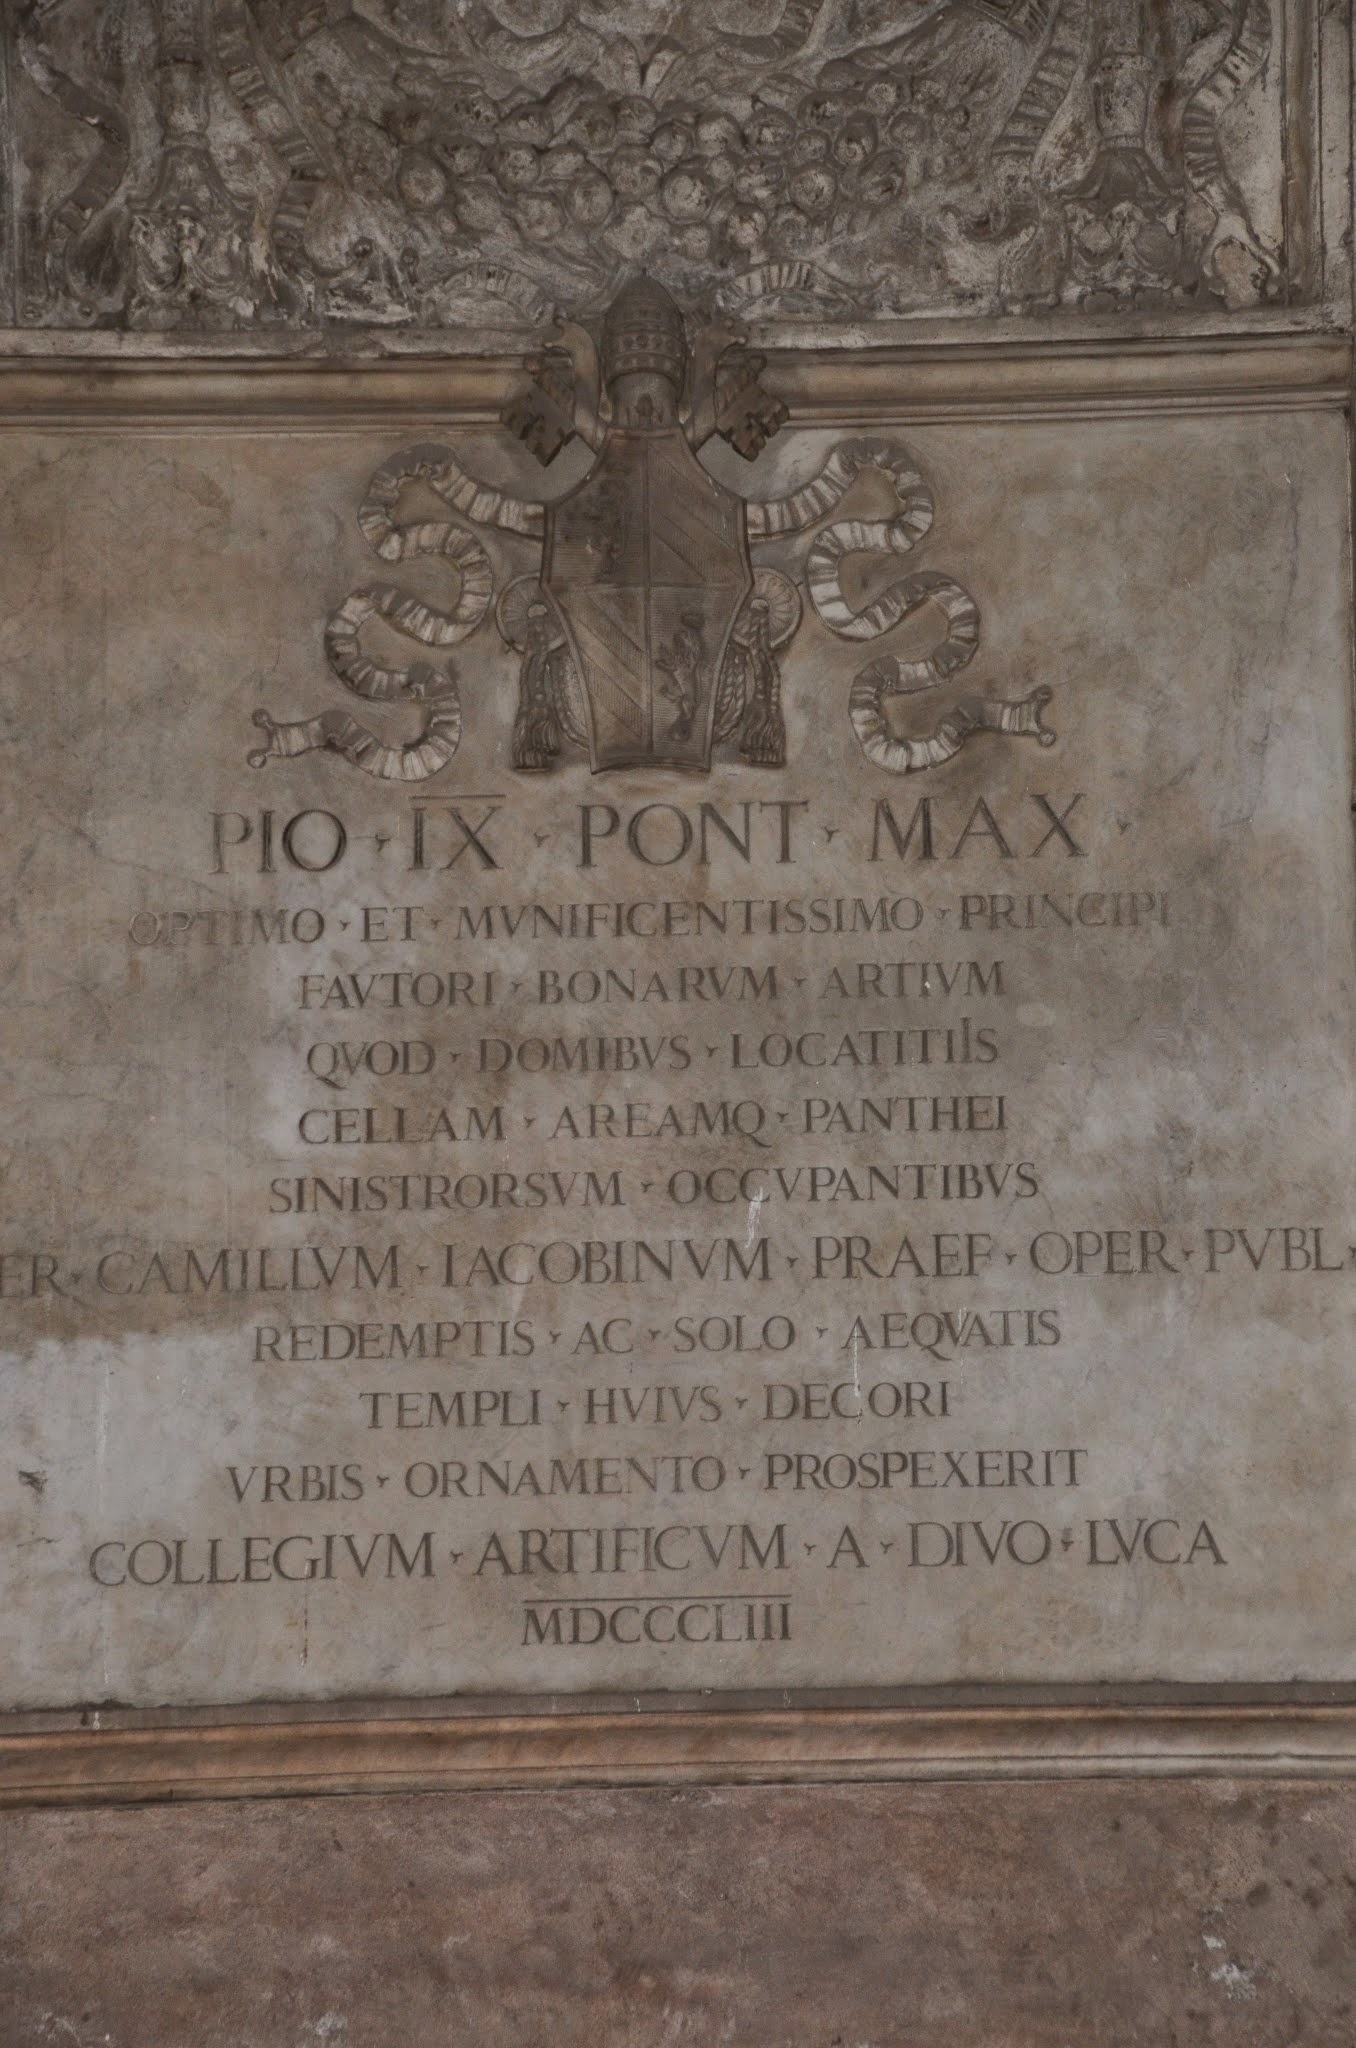 PIO · IX · PONT · MAX ·
OPTIMO · ET · MVNIFICENTISSIMO · PRINCIPI
FAVTORI · BONARVM · ARTIVM
QVOD · DOMIBVS · LOCATITIIS
CELLAM · AREAMQ · PANTHEI
SINISTRORSVM · OCCVPANTIBVS
ER · CAMILLVM · IACOBINVM · PRAEF · OPER · PVBL ·
REDEMPTIS · AC · SOLO · AEQVATIS
TEMPLI · HVIVS · DECORI
VRBIS · ORNAMENTO · PROSPEXERIT
COLLEGIVM · ARTIFICVM · A · DIVO · LVCA
MDCCCLIII